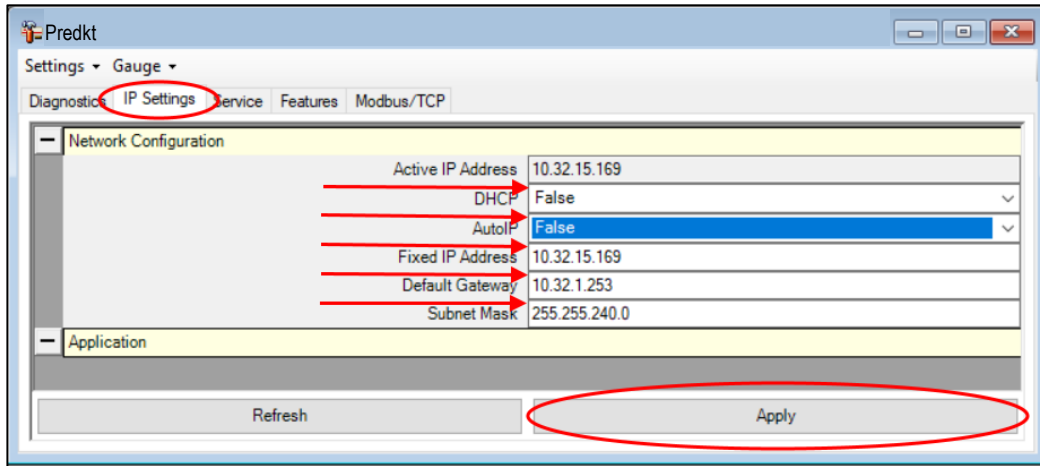 Predkt
Settings Gauge
Diagnostics IP Settings Service Features Modbus/TCP
Network Configuration
Active IP Address 10.32.15.169
DHCP False
AutoIP False
Fixed IP Address 10.32.15.169
Default Gateway 10.32.1.253
Subnet Mask 255.255.240.0
Application
Refresh Apply